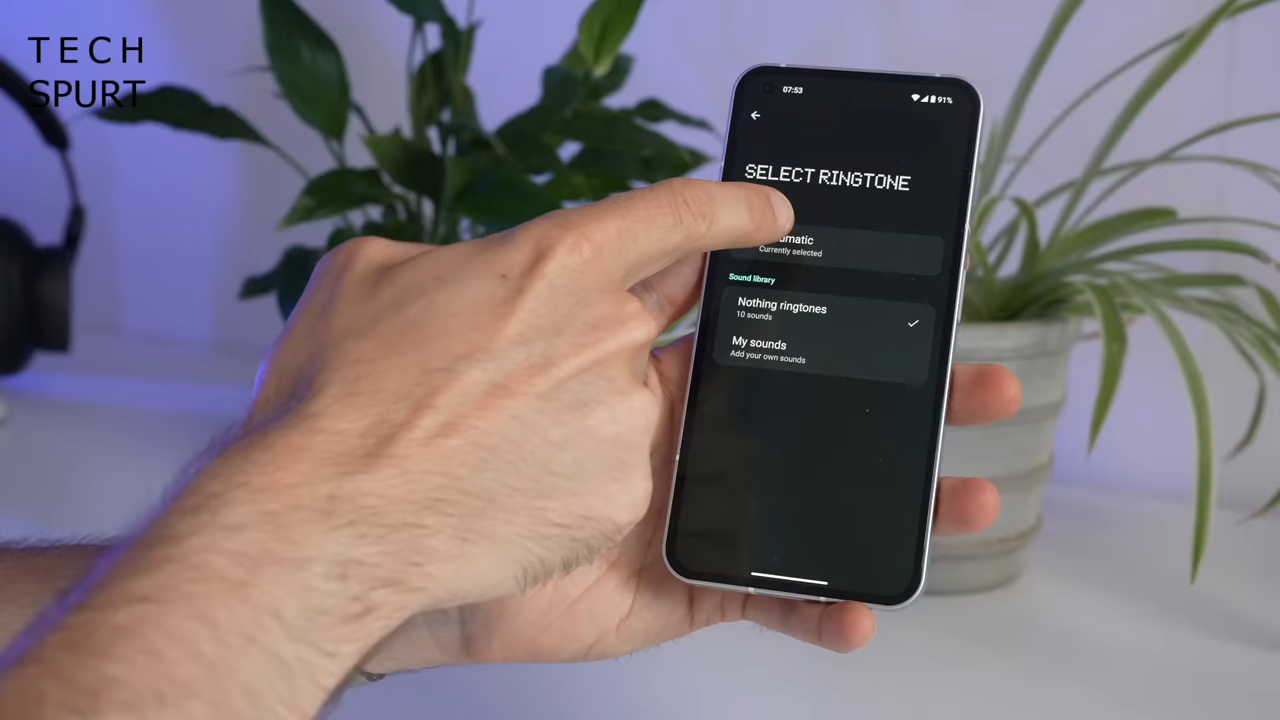 TECH
SPURT
07:53
91%
SELECT RINGTONE
Currently selected
Sound library
Nothing ringtones
10 sounds
My sounds
Add your own sounds